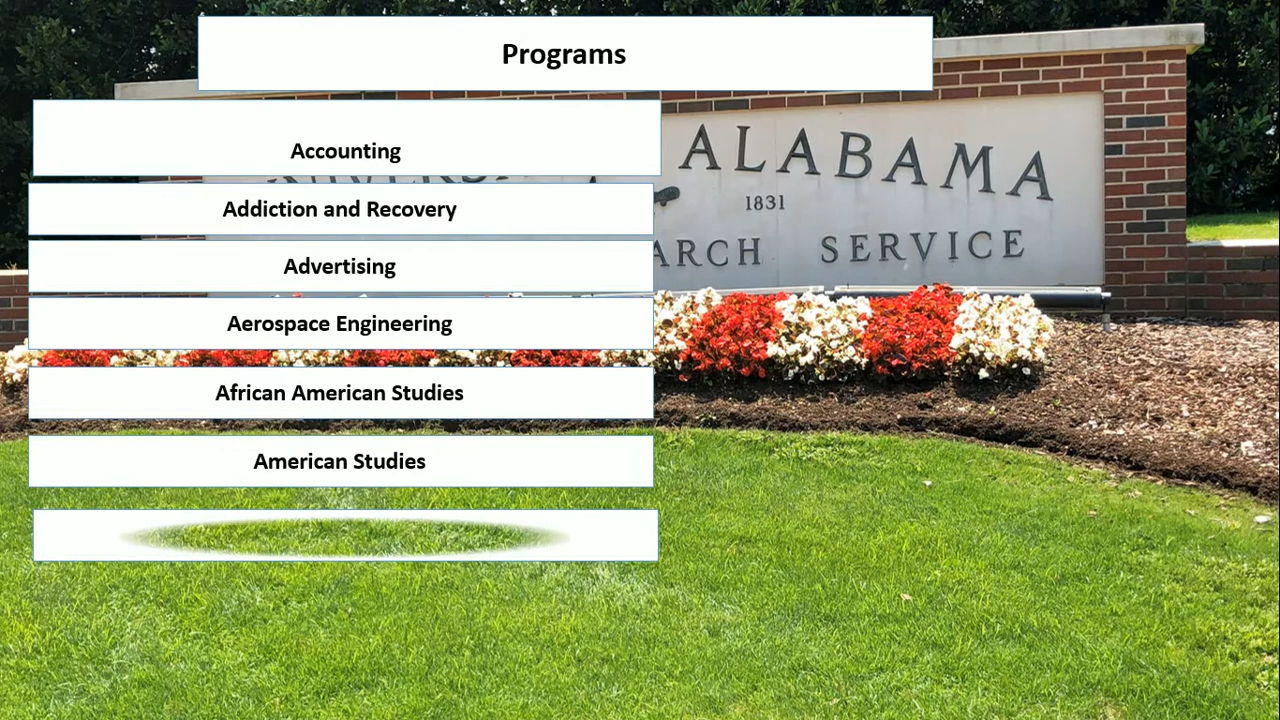 Programs
Accounting
Addiction and Recovery
Advertising
Aerospace Engineering
African American Studies
American Studies
ALABAMA
1831
ARCH SERVICE